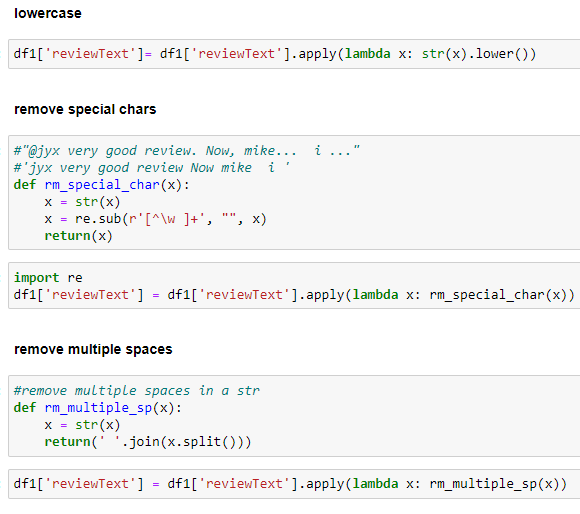 lowercase
df1['reviewText']= df1['reviewText'].apply(lambda x: str(x).lower())
remove special chars
#"@jyx very good review. Now, mike...  i ..."
#'jyx very good review Now mike  i '
def rm_special_char(x):
    x = str(x)
    x = re.sub(r'[^\w ]+', "", x)
    return(x)
import re
df1['reviewText'] = df1['reviewText'].apply(lambda x: rm_special_char(x))
remove multiple spaces
#remove multiple spaces in a str
def rm_multiple_sp(x):
    x = str(x)
    return(' '.join(x.split()))
df1['reviewText'] = df1['reviewText'].apply(lambda x: rm_multiple_sp(x))